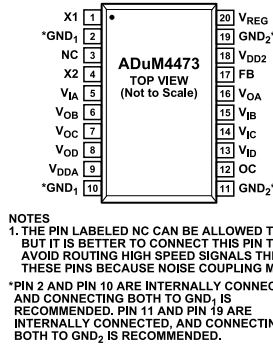 X1 1 20 VREG
*GND1 2 19 GND2*
NC 3 18 VDD2
X2 4 17 FB
VIA 5 16 VOA
VOB 6 15 VIB
VOC 7 14 VIC
VOD 8 13 VID
VDDA 9 12 OC
*GND1 10 11 GND2*
ADuM4473
TOP VIEW
(Not to Scale)
NOTES
1. THE PIN LABELED NC CAN BE ALLOWED T
BUT IT IS BETTER TO CONNECT THIS PIN T
AVOID ROUTING HIGH SPEED SIGNALS TH
THESE PINS BECAUSE NOISE COUPLING M
*PIN 2 AND PIN 10 ARE INTERNALLY CONNEC
AND CONNECTING BOTH TO GND1 IS
RECOMMENDED. PIN 11 AND PIN 19 ARE
INTERNALLY CONNECTED, AND CONNECTIN
BOTH TO GND2 IS RECOMMENDED.